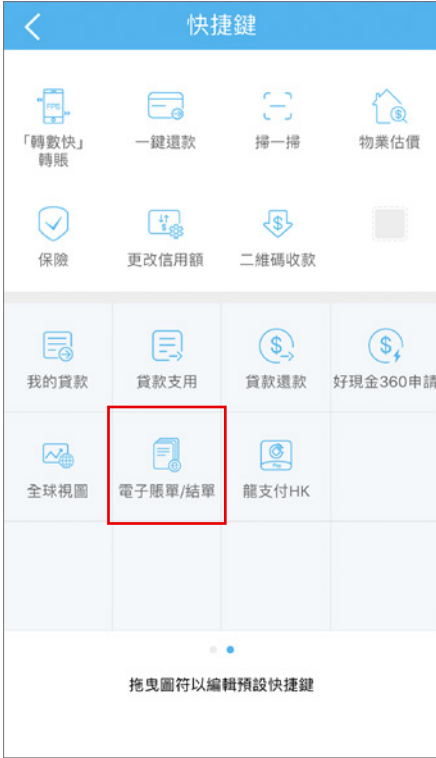 快捷鍵
FPS
「轉數快」
轉賬
一鍵還款
掃一掃
物業估價
保險
更改信用額
二維碼收款
我的貸款
貸款支用
貸款還款
好現金360申請
全球視圖
電子賬單/結單
Pay
龍支付HK
拖曳圖符以編輯預設快捷鍵